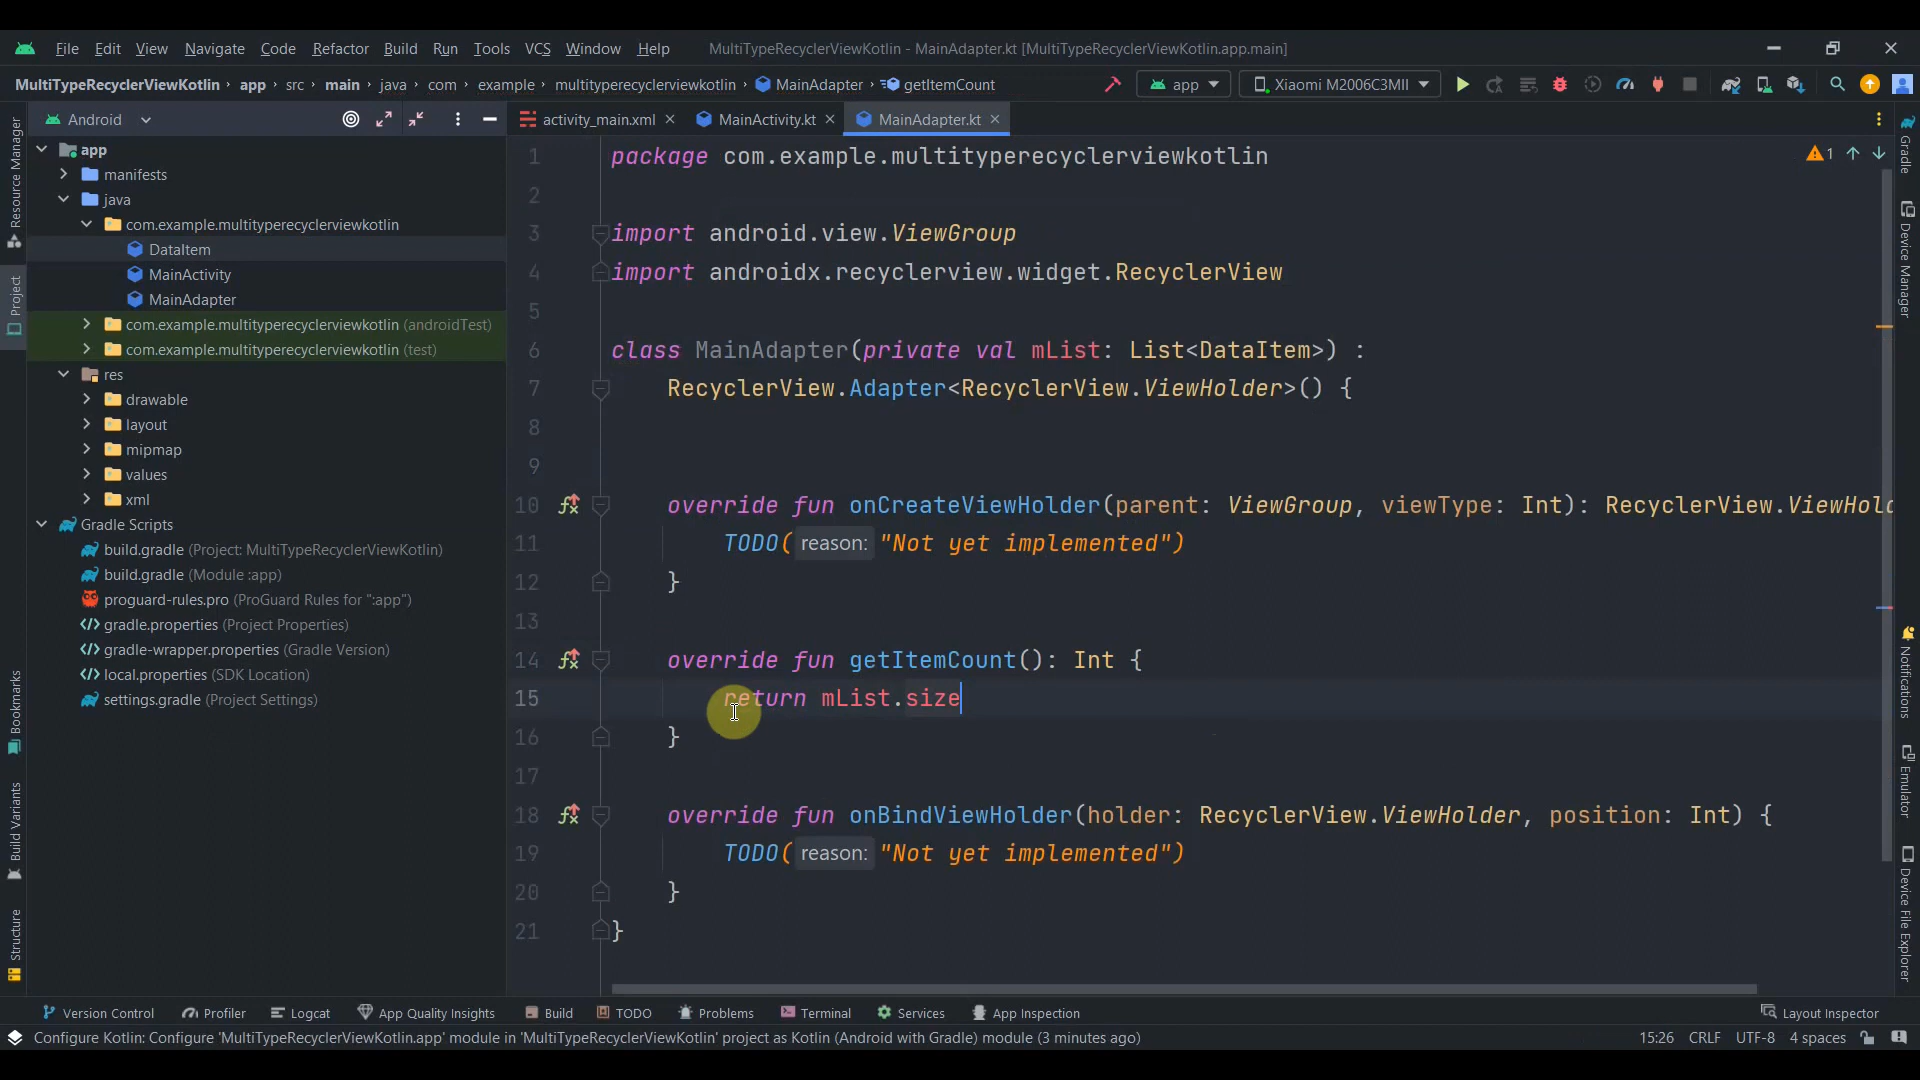 File Edit View Navigate Code Refactor Build Run Tools VCS Window Help MultiTypeRecyclerViewKotlin - MainAdapter.kt [MultiTypeRecyclerViewKotlin.app.main]
MultiTypeRecyclerViewKotlin app src main java com example multityperecyclerviewkotlin MainAdapter getItemCount app Xiaomi M2006C3MII
Android
activity_main.xml MainActivity.kt MainAdapter.kt
Resource Manager
Project
Bookmarks
Build Variants
Structure
app
manifests
java
com.example.multityperecyclerviewkotlin
DataItem
MainActivity
MainAdapter
com.example.multityperecyclerviewkotlin (androidTest)
com.example.multityperecyclerviewkotlin (test)
res
drawable
layout
mipmap
values
xml
Gradle Scripts
build.gradle (Project: MultiTypeRecyclerViewKotlin)
build.gradle (Module :app)
proguard-rules.pro (ProGuard Rules for ":app")
gradle.properties (Project Properties)
gradle-wrapper.properties (Gradle Version)
local.properties (SDK Location)
settings.gradle (Project Settings)
1 package com.example.multityperecyclerviewkotlin
2
3 import android.view.ViewGroup
4 import androidx.recyclerview.widget.RecyclerView
5
6 class MainAdapter(private val mList: List<DataItem>) :
7 RecyclerView.Adapter<RecyclerView.ViewHolder>() {
8
9
10 override fun onCreateViewHolder(parent: ViewGroup, viewType: Int): RecyclerView.ViewHol
11 TODO( reason: "Not yet implemented")
12 }
13
14 override fun getItemCount(): Int {
15 return mList.size
16 }
17
18 override fun onBindViewHolder(holder: RecyclerView.ViewHolder, position: Int) {
19 TODO( reason: "Not yet implemented")
20 }
21 }
1
Gradle
Device Manager
Notifications
Emulator
Device File Explorer
Version Control Profiler Logcat App Quality Insights Build TODO Problems Terminal Services App Inspection Layout Inspector
Configure Kotlin: Configure 'MultiTypeRecyclerViewKotlin.app' module in 'MultiTypeRecyclerViewKotlin' project as Kotlin (Android with Gradle) module (3 minutes ago) 15:26 CRLF UTF-8 4 spaces